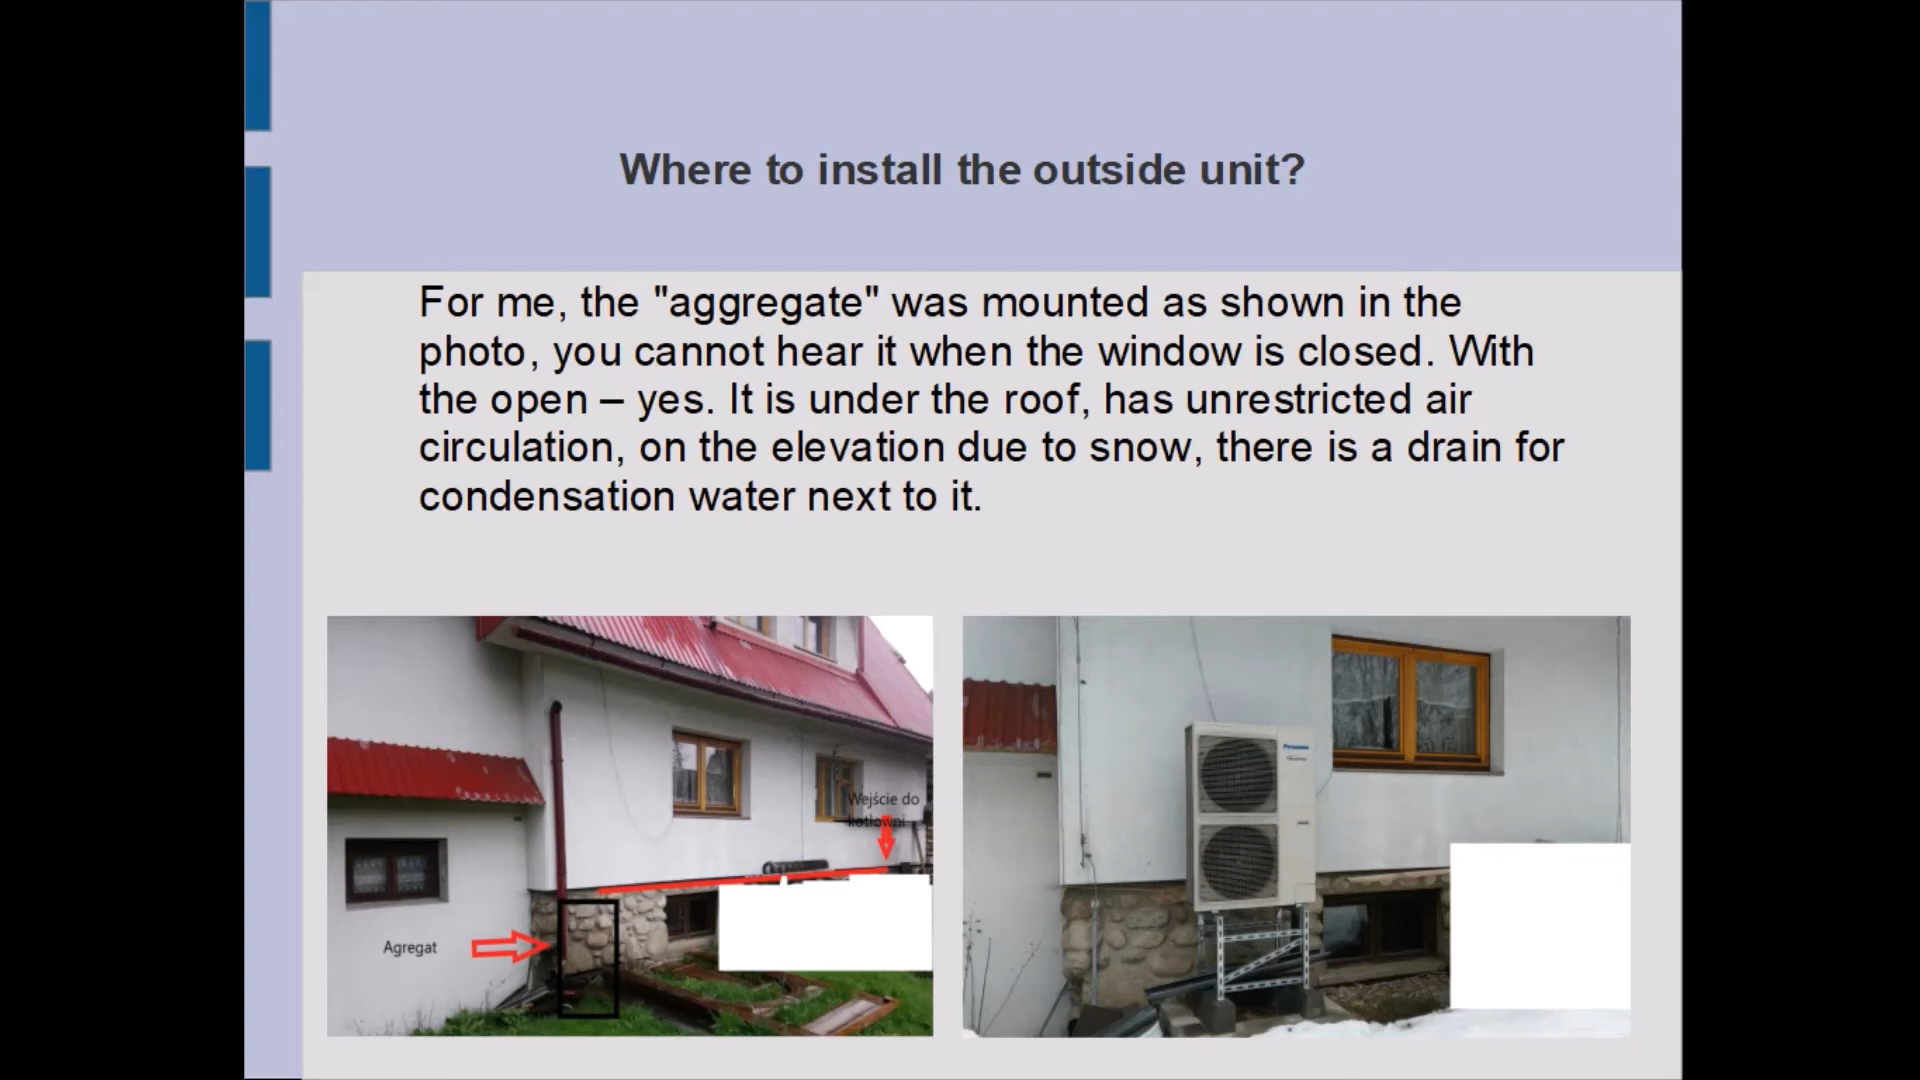 Where to install the outside unit?
For me, the "aggregate" was mounted as shown in the
photo, you cannot hear it when the window is closed. With
the open – yes. It is under the roof, has unrestricted air
circulation, on the elevation due to snow, there is a drain for
condensation water next to it.
Wejście do
kotłowni
Agregat
Panasonic